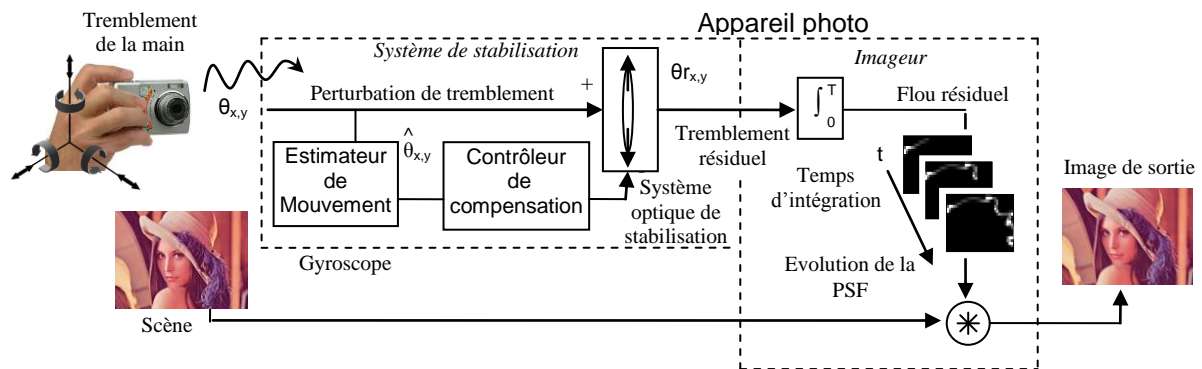 Tremblement
de la main
Appareil photo
Système de stabilisation
Imageur
θx,y
Perturbation de tremblement
+
θrx,y
∫ T 0
Flou résiduel
Tremblement
résiduel
Estimateur
de
Mouvement
^θx,y
Contrôleur
de
compensation
Système
optique de
stabilisation
t
Temps
d’intégration
Image de sortie
Gyroscope
Evolution de la
PSF
Scène